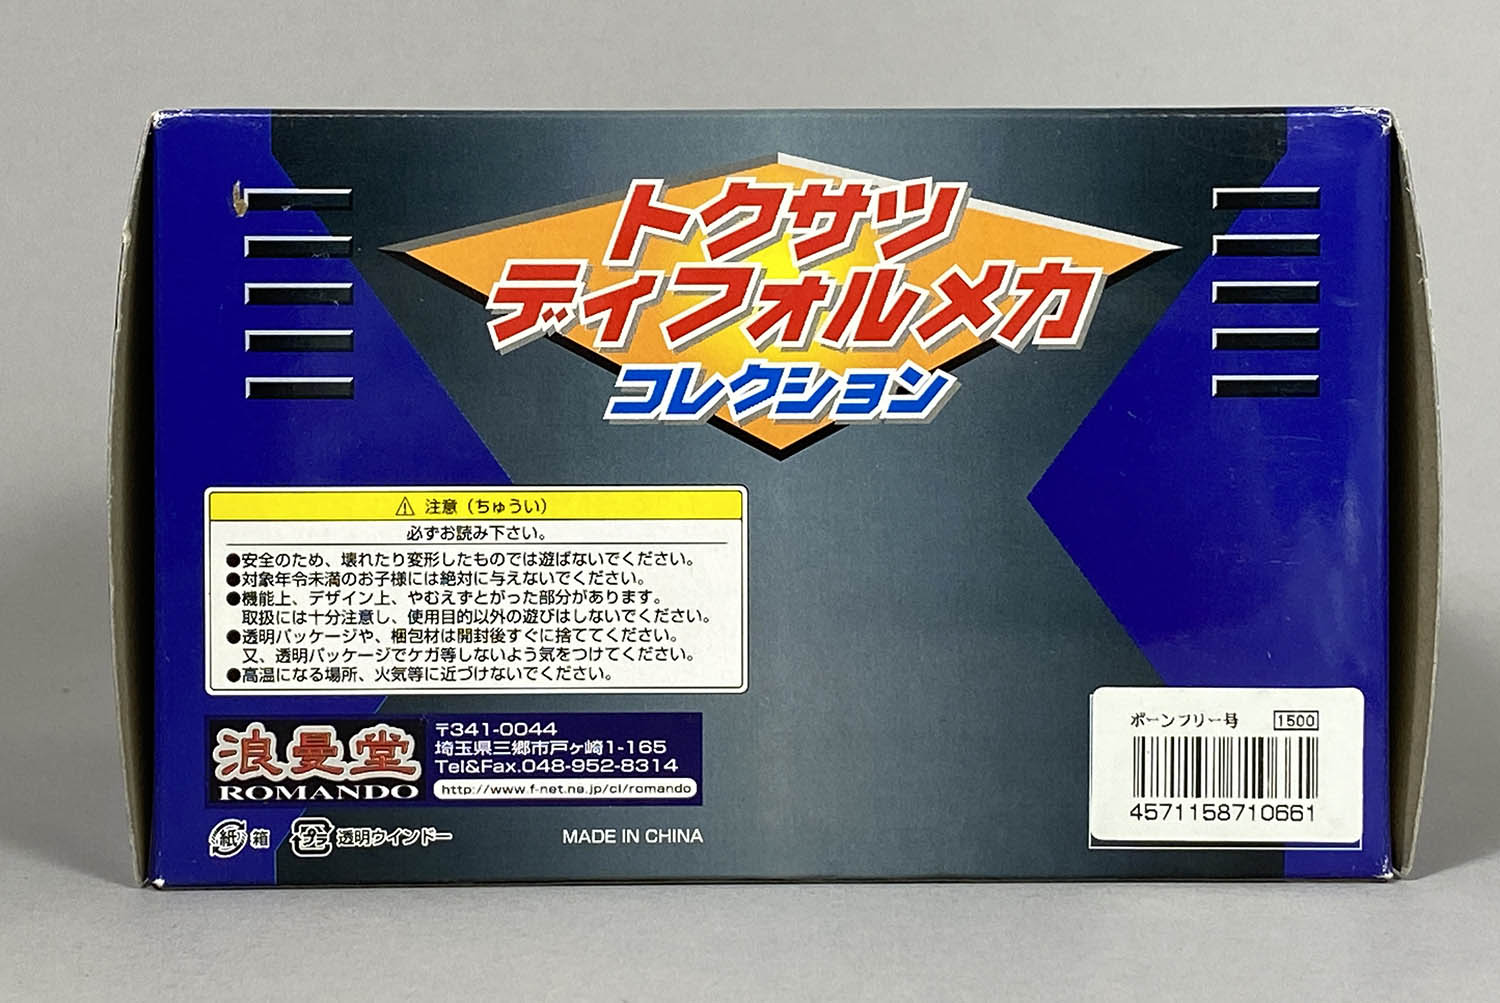 トクサツ
ディフォルメカ
コレクション
⚠ 注意（ちゅうい）
必ずお読み下さい。
●安全のため、壊れたり変形したものでは遊ばないでください。
●対象年令未満のお子様には絶対に与えないでください。
●機能上、デザイン上、やむえずとがった部分があります。
取扱には十分注意し、使用目的以外の遊びはしないでください。
●透明パッケージや、梱包材は開封後すぐに捨ててください。
又、透明パッケージでケガ等しないよう気をつけてください。
●高温になる場所、火気等に近づけないでください。
浪曼堂
ROMANDO
〒341-0044
埼玉県三郷市戸ヶ崎1-165
Tel&Fax.048-952-8314
http://www.f-net.ne.jp/cl/romando
紙 箱 プラ 透明ウインドー
MADE IN CHINA
ボーンフリー号 1500
4571158710661